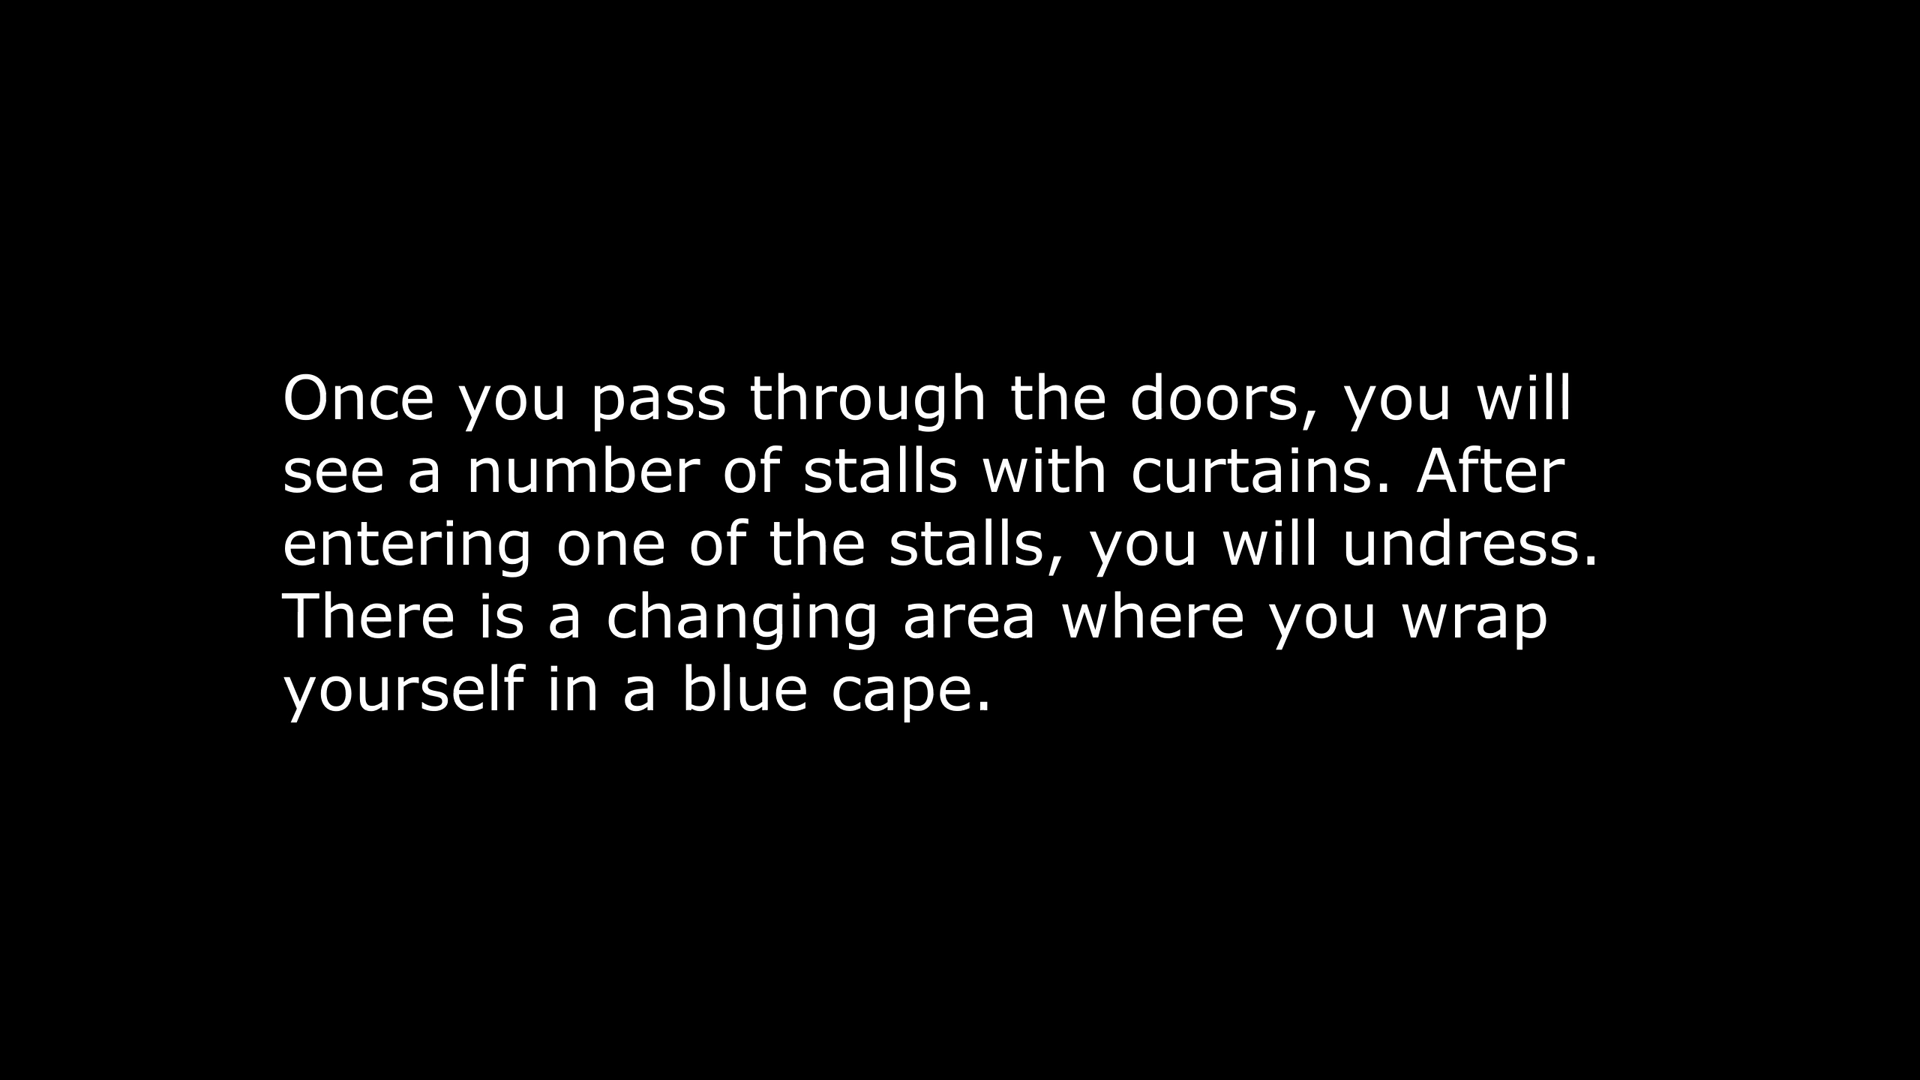 Once you pass through the doors, you will
see a number of stalls with curtains. After
entering one of the stalls, you will undress.
There is a changing area where you wrap
yourself in a blue cape.